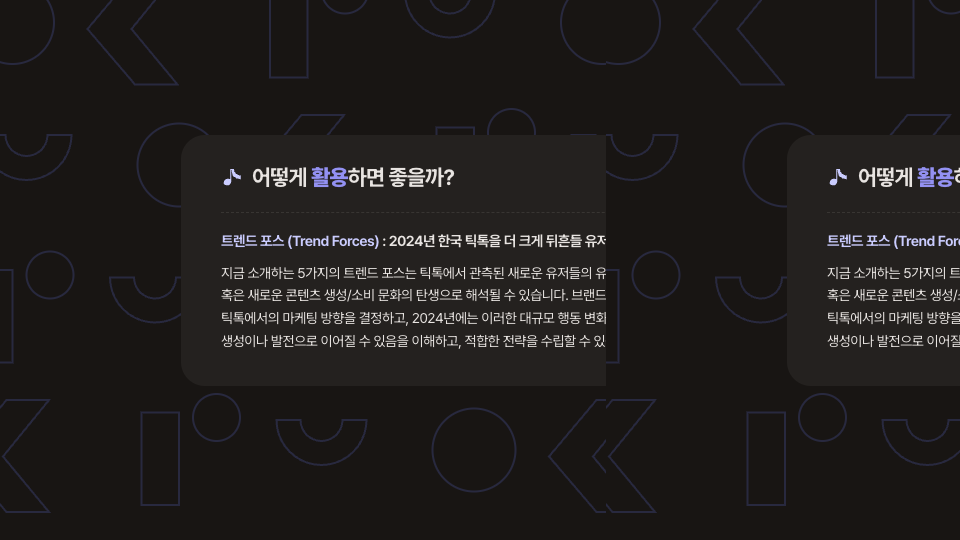 어떻게 활용하면 좋을까?
트렌드 포스 (Trend Forces) : 2024년 한국 틱톡을 더 크게 뒤흔들 유저
지금 소개하는 5가지의 트렌드 포스는 틱톡에서 관측된 새로운 유저들의 유
혹은 새로운 콘텐츠 생성/소비 문화의 탄생으로 해석될 수 있습니다. 브랜드
틱톡에서의 마케팅 방향을 결정하고, 2024년에는 이러한 대규모 행동 변화
생성이나 발전으로 이어질 수 있음을 이해하고, 적합한 전략을 수립할 수 있
어떻게 활용하
트렌드 포스 (Trend For
지금 소개하는 5가지의 트
혹은 새로운 콘텐츠 생성/소
틱톡에서의 마케팅 방향을
생성이나 발전으로 이어질